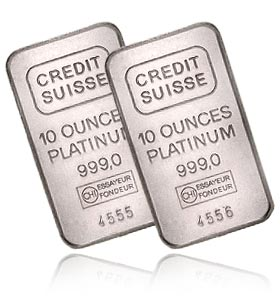 CREDIT
SUISSE
10 OUNCES
PLATINU
999,0
CHI ESSAYEUR
FONDEUR
4555
CREDIT
SUISSE
10 OUNCES
PLATINUM
999,0
CHI ESSAYEUR
FONDEUR
4556